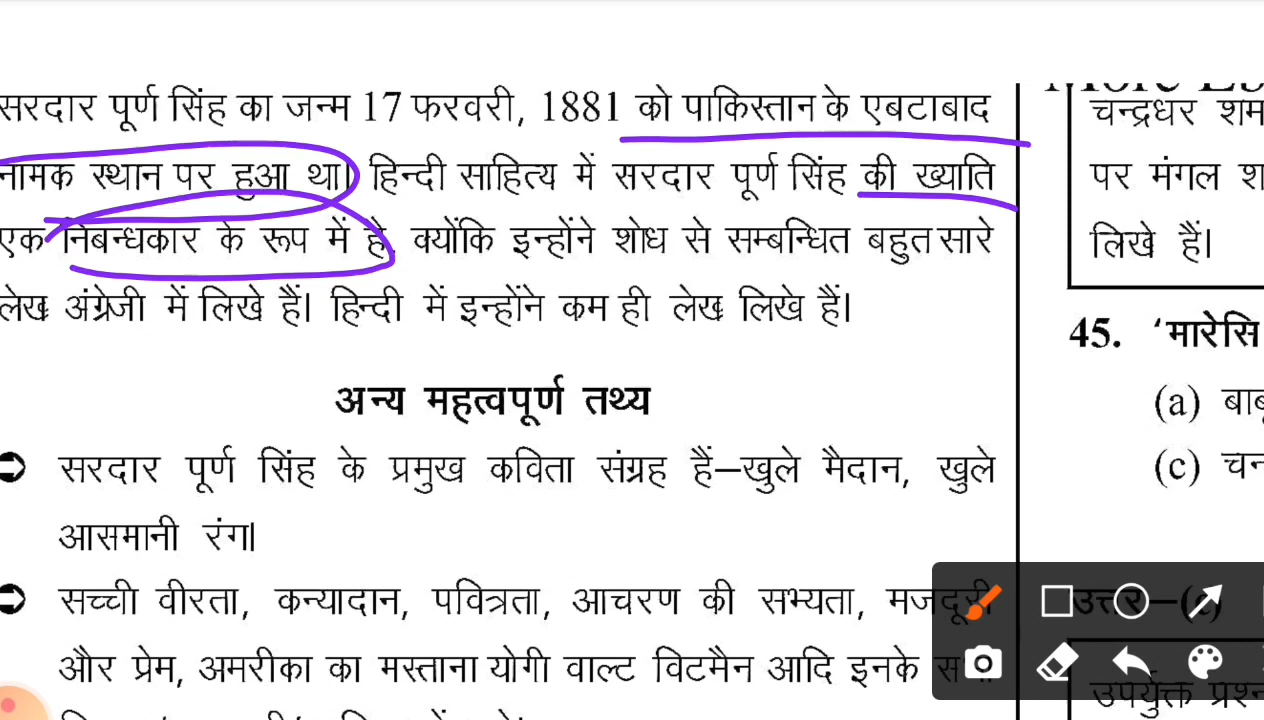 सरदार पूर्ण सिंह का जन्म 17 फरवरी, 1881 को पाकिस्तान के एबटाबाद
नामक स्थान पर हुआ था। हिन्दी साहित्य में सरदार पूर्ण सिंह की ख्याति
एक निबन्धकार के रूप में है, क्योंकि इन्होंने शोध से सम्बन्धित बहुत सारे
लेख अंग्रेजी में लिखे हैं। हिन्दी में इन्होंने कम ही लेख लिखे हैं।
अन्य महत्वपूर्ण तथ्य
सरदार पूर्ण सिंह के प्रमुख कविता संग्रह हैं—खुले मैदान, खुले
आसमानी रंग।
सच्ची वीरता, कन्यादान, पवित्रता, आचरण की सभ्यता, मजदूरी
और प्रेम, अमरीका का मस्ताना योगी वाल्ट विटमैन आदि इनके
चन्द्रधर
पर मंगल
लिखे हैं।
45. 'मारेसि
(a)
(c)
उत्तर—(c)
उपर्युक्त